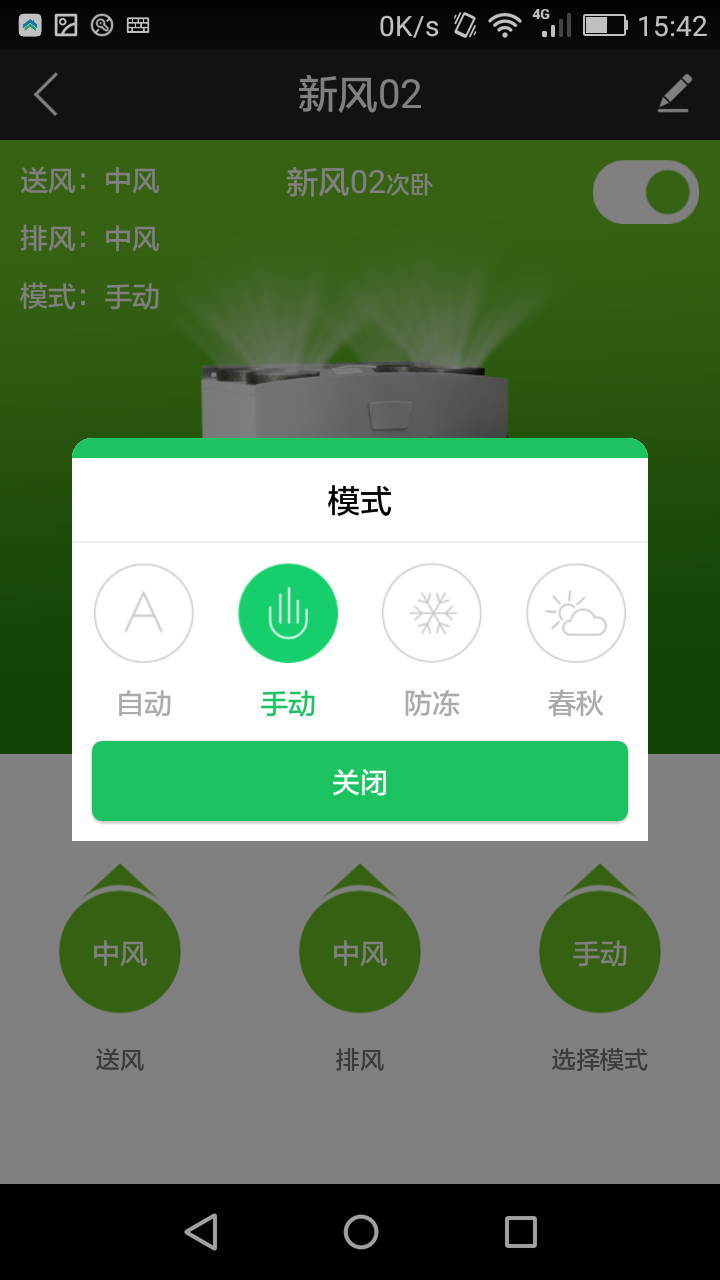 0K/s 4G 15:42
新风02
送风：中风
新风02次卧
排风：中风
模式：手动
模式
A
自动 手动 防冻 春秋
关闭
中风 中风 手动
送风 排风 选择模式